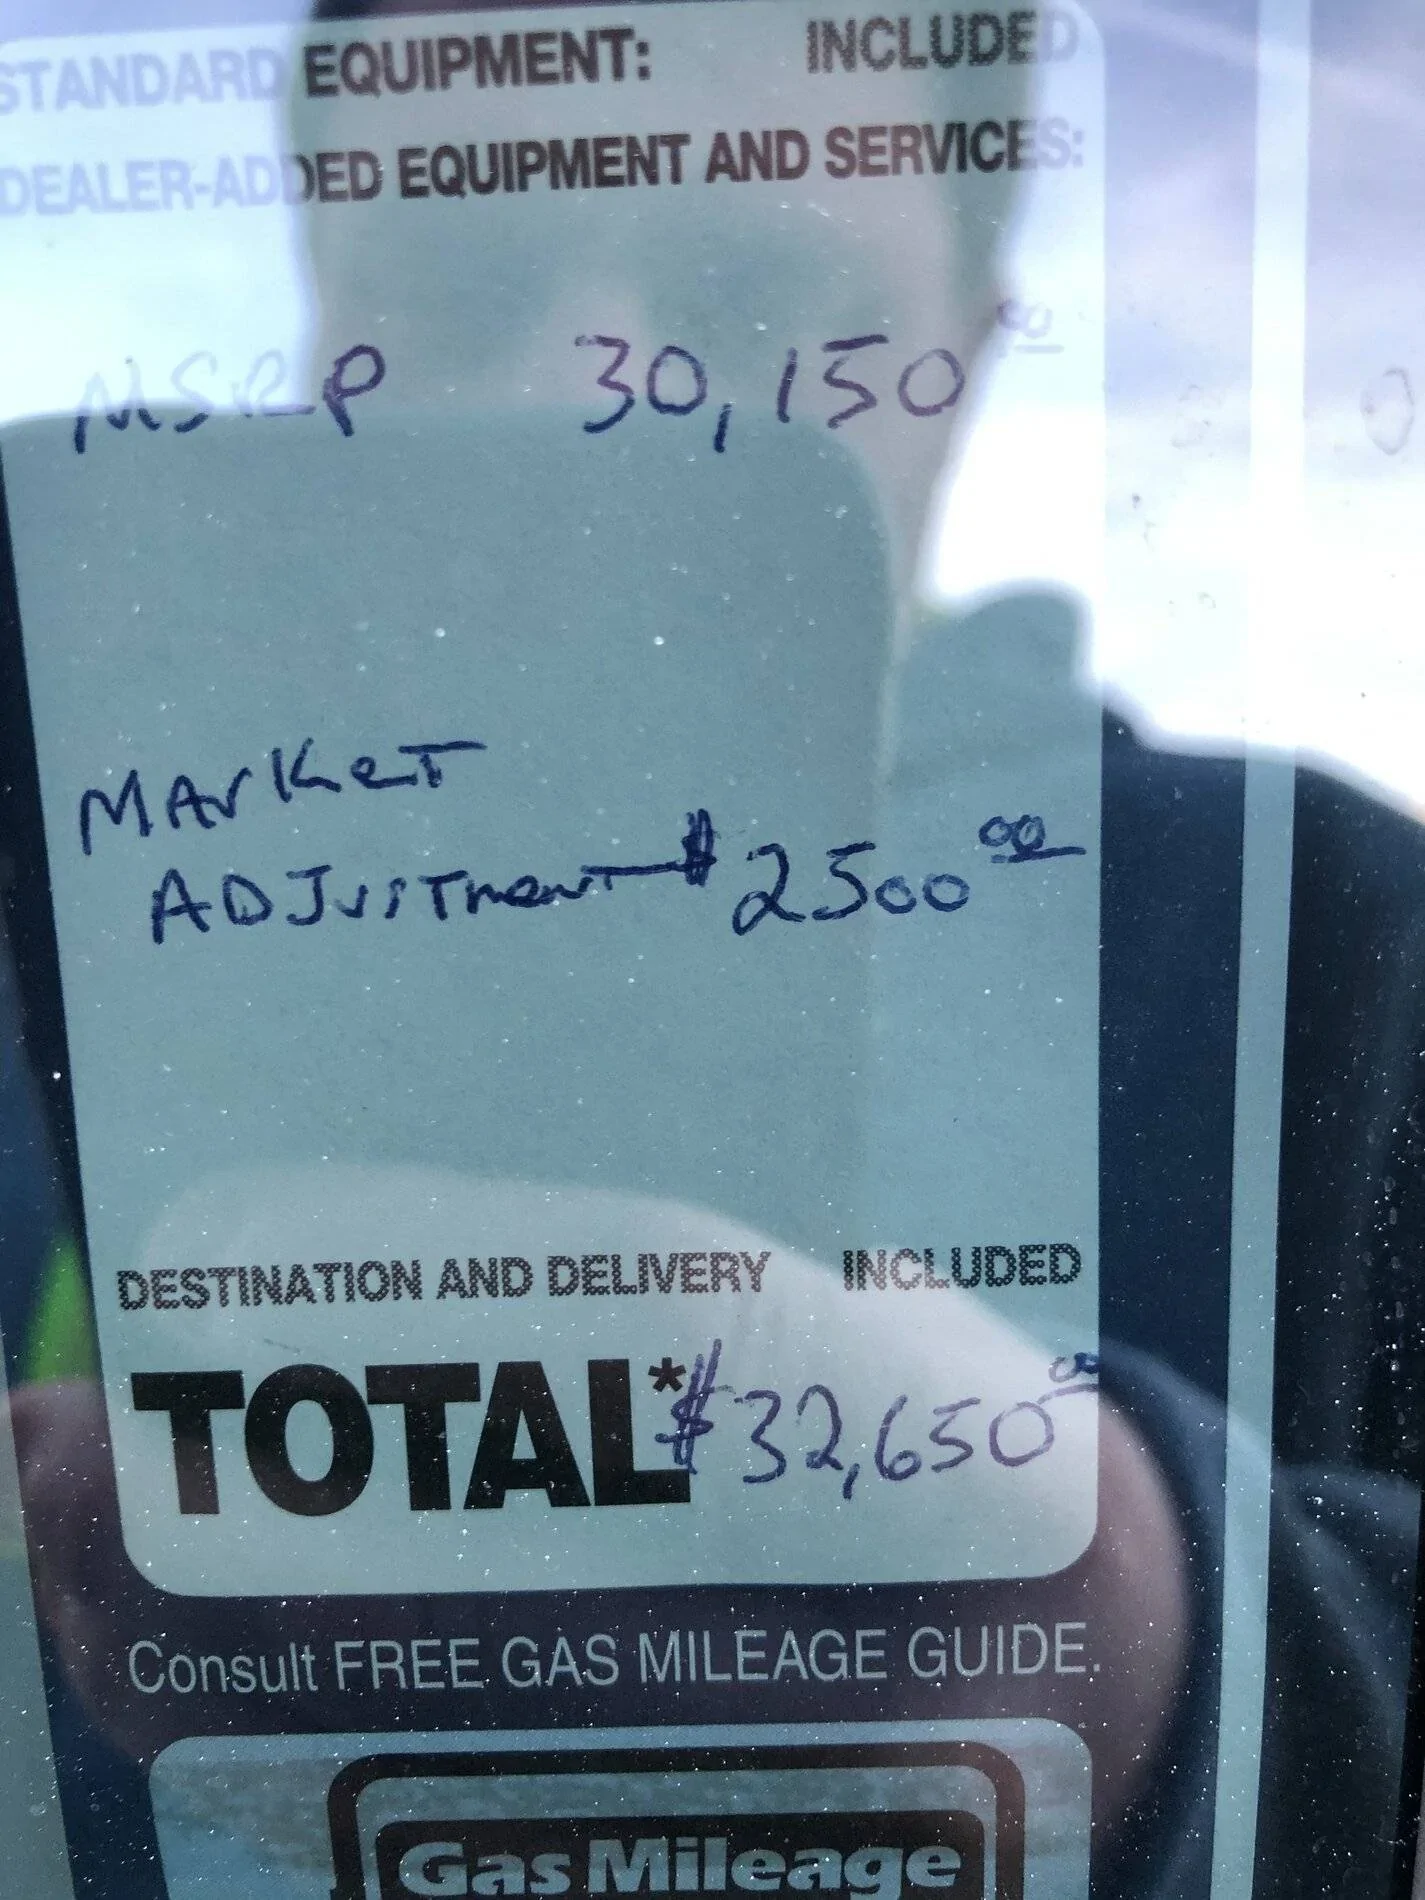 STANDARD EQUIPMENT: INCLUDED
DEALER-ADDED EQUIPMENT AND SERVICES:
MSRP 30,150 00
MArKeT
ADJusTmenT $2500 00
DESTINATION AND DELIVERY INCLUDED
TOTAL* $32,650 00
Consult FREE GAS MILEAGE GUIDE.
Gas Mileage